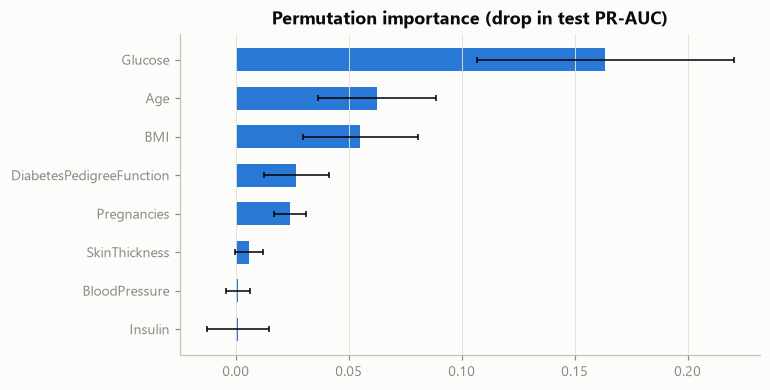 Permutation importance (drop in test PR-AUC)
Glucose
Age
BMI
DiabetesPedigreeFunction
Pregnancies
SkinThickness
BloodPressure
Insulin
0.00 0.05 0.10 0.15 0.20